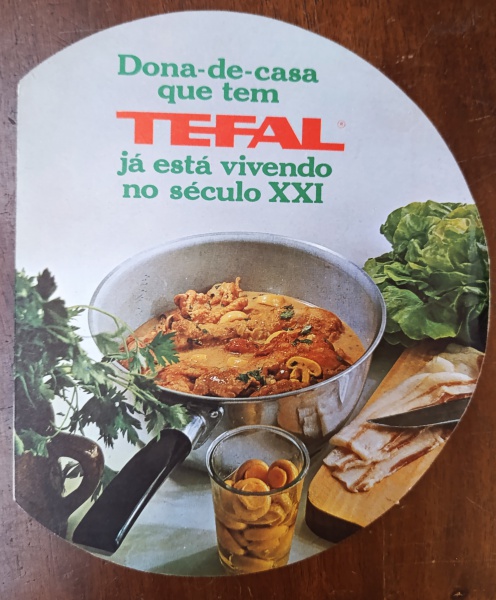 Dona-de-casa
que tem
TEFAL®
já está vivendo
no século XXI